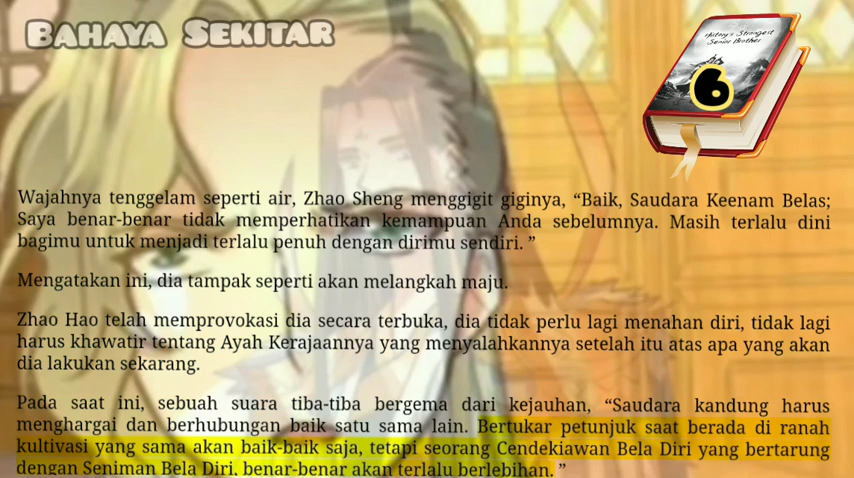 Bahaya Sekitar
History's Strongest
Senior Brother
6
Wajahnya tenggelam seperti air, Zhao Sheng menggigit giginya, “Baik, Saudara Keenam Belas;
Saya benar-benar tidak memperhatikan kemampuan Anda sebelumnya. Masih terlalu dini
bagimu untuk menjadi terlalu penuh dengan dirimu sendiri. ”
Mengatakan ini, dia tampak seperti akan melangkah maju.
Zhao Hao telah memprovokasi dia secara terbuka, dia tidak perlu lagi menahan diri, tidak lagi
harus khawatir tentang Ayah Kerajaannya yang menyalahkannya setelah itu atas apa yang akan
dia lakukan sekarang.
Pada saat ini, sebuah suara tiba-tiba bergema dari kejauhan, “Saudara kandung harus
menghargai dan berhubungan baik satu sama lain. Bertukar petunjuk saat berada di ranah
kultivasi yang sama akan baik-baik saja, tetapi seorang Cendekiawan Bela Diri yang bertarung
dengan Seniman Bela Diri, benar-benar akan terlalu berlebihan. ”